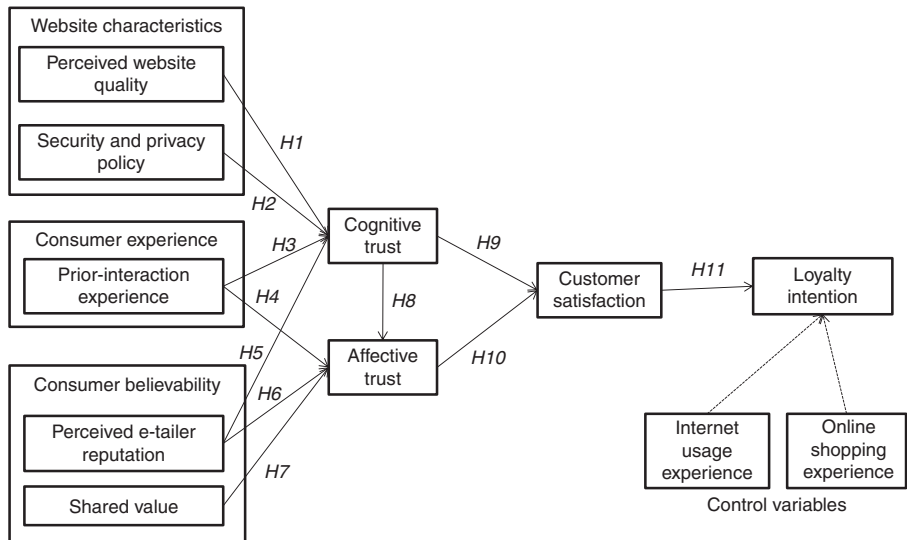 Website characteristics
Perceived website
quality
Security and privacy
policy
H1
H2
Consumer experience
Prior-interaction
experience
H3
H4
H5
H6
H7
Consumer believability
Perceived e-tailer
reputation
Shared value
Cognitive
trust
H8
Affective
trust
H9
H10
Customer
satisfaction
H11
Loyalty
intention
Internet
usage
experience
Online
shopping
experience
Control variables